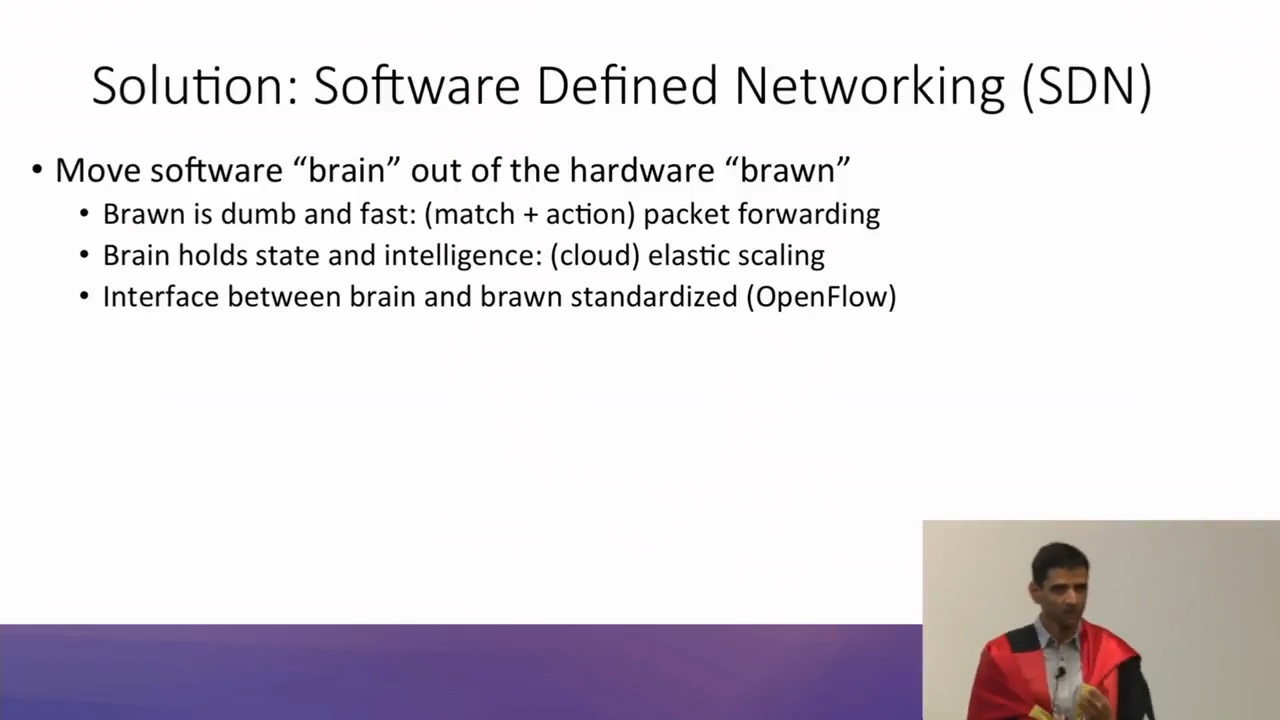 Solution: Software Defined Networking (SDN)
• Move software “brain” out of the hardware “brawn”
• Brawn is dumb and fast: (match + action) packet forwarding
• Brain holds state and intelligence: (cloud) elastic scaling
• Interface between brain and brawn standardized (OpenFlow)